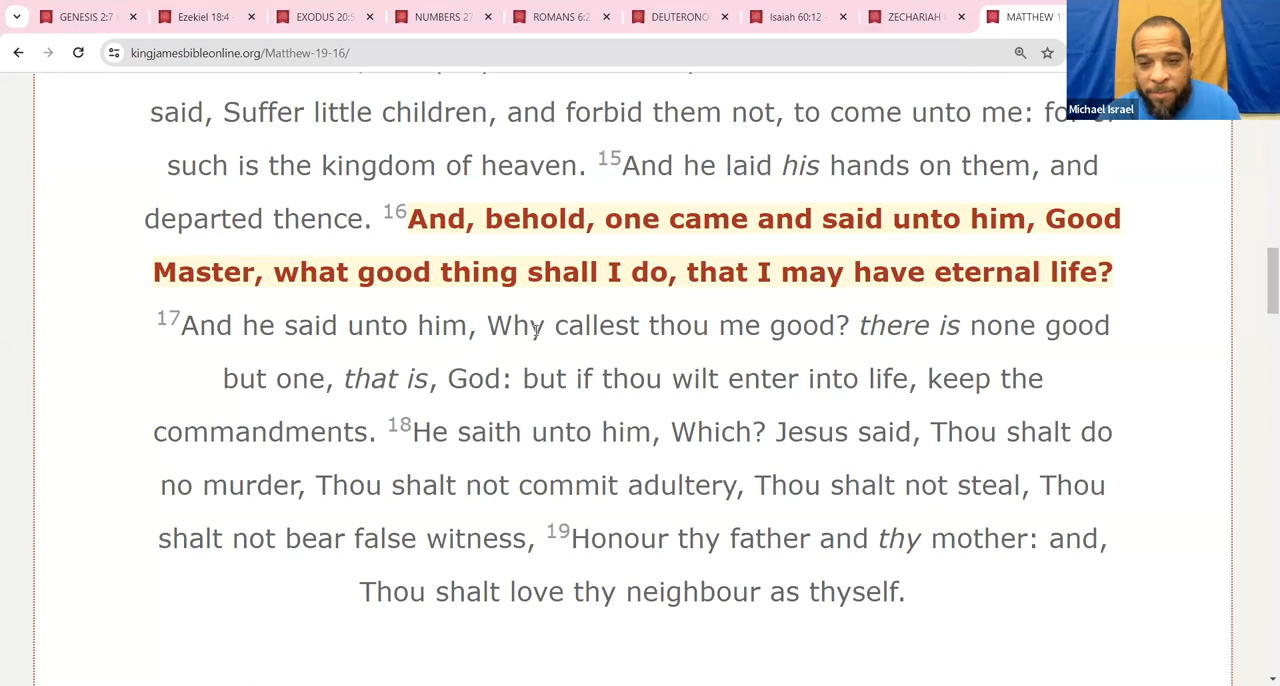 GENESIS 2:7
Ezekiel 18:4 -
EXODUS 20:5
NUMBERS 27
ROMANS 6:2
DEUTERONO
Isaiah 60:12 -
ZECHARIAH
MATTHEW 1
kingjamesbibleonline.org/Matthew-19-16/
Michael Israel
said, Suffer little children, and forbid them not, to come unto me: for of
such is the kingdom of heaven. 15And he laid his hands on them, and
departed thence. 16And, behold, one came and said unto him, Good
Master, what good thing shall I do, that I may have eternal life?
17And he said unto him, Why callest thou me good? there is none good
but one, that is, God: but if thou wilt enter into life, keep the
commandments. 18He saith unto him, Which? Jesus said, Thou shalt do
no murder, Thou shalt not commit adultery, Thou shalt not steal, Thou
shalt not bear false witness, 19Honour thy father and thy mother: and,
Thou shalt love thy neighbour as thyself.